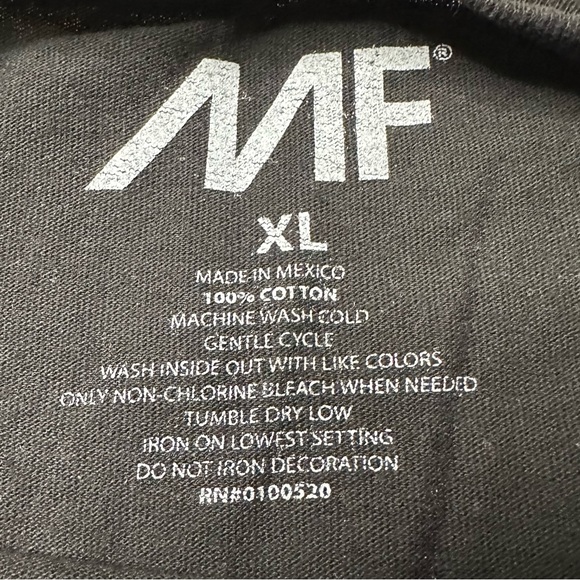 MF®
XL
MADE IN MEXICO
100% COTTON
MACHINE WASH COLD
GENTLE CYCLE
WASH INSIDE OUT WITH LIKE COLORS
ONLY NON-CHLORINE BLEACH WHEN NEEDED
TUMBLE DRY LOW
IRON ON LOWEST SETTING
DO NOT IRON DECORATION
RN#0100520